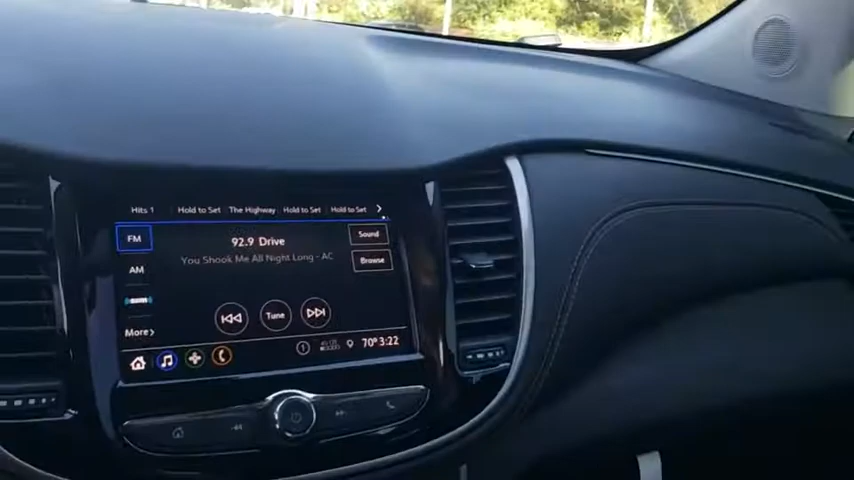 Hits 1 Hold to Set The Highway Hold to Set Hold to Set >
FM 92.9 Drive Sound
You Shook Me All Night Long - AC
AM Browse
Tune
More >
1 70° 3:22